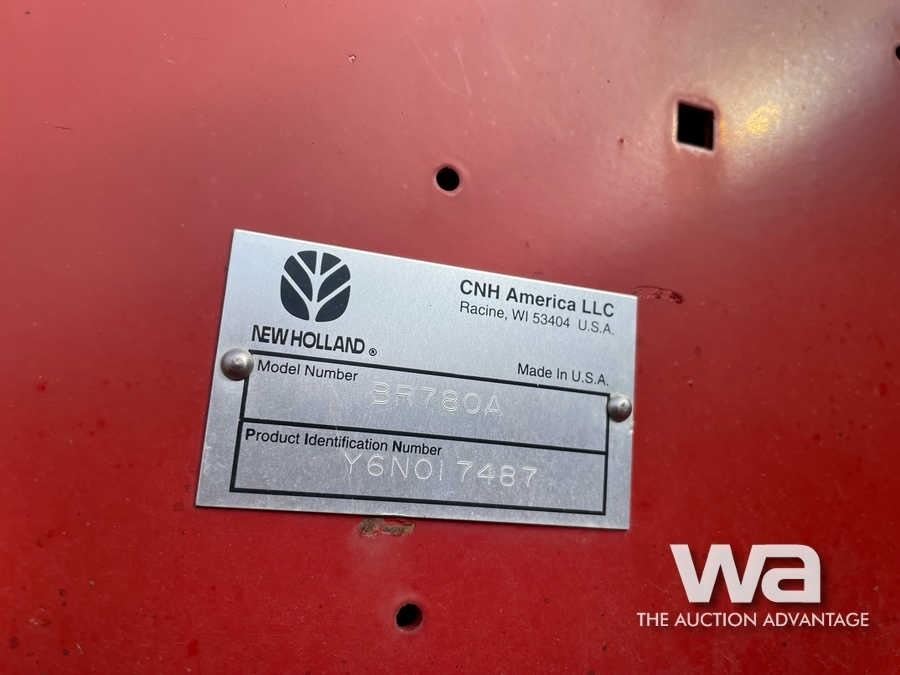 CNH America LLC
Racine, WI 53404 U.S.A.
NEW HOLLAND®
Made In U.S.A.
Model Number
BR780A
Product Identification Number
Y6N017487
wa
THE AUCTION ADVANTAGE